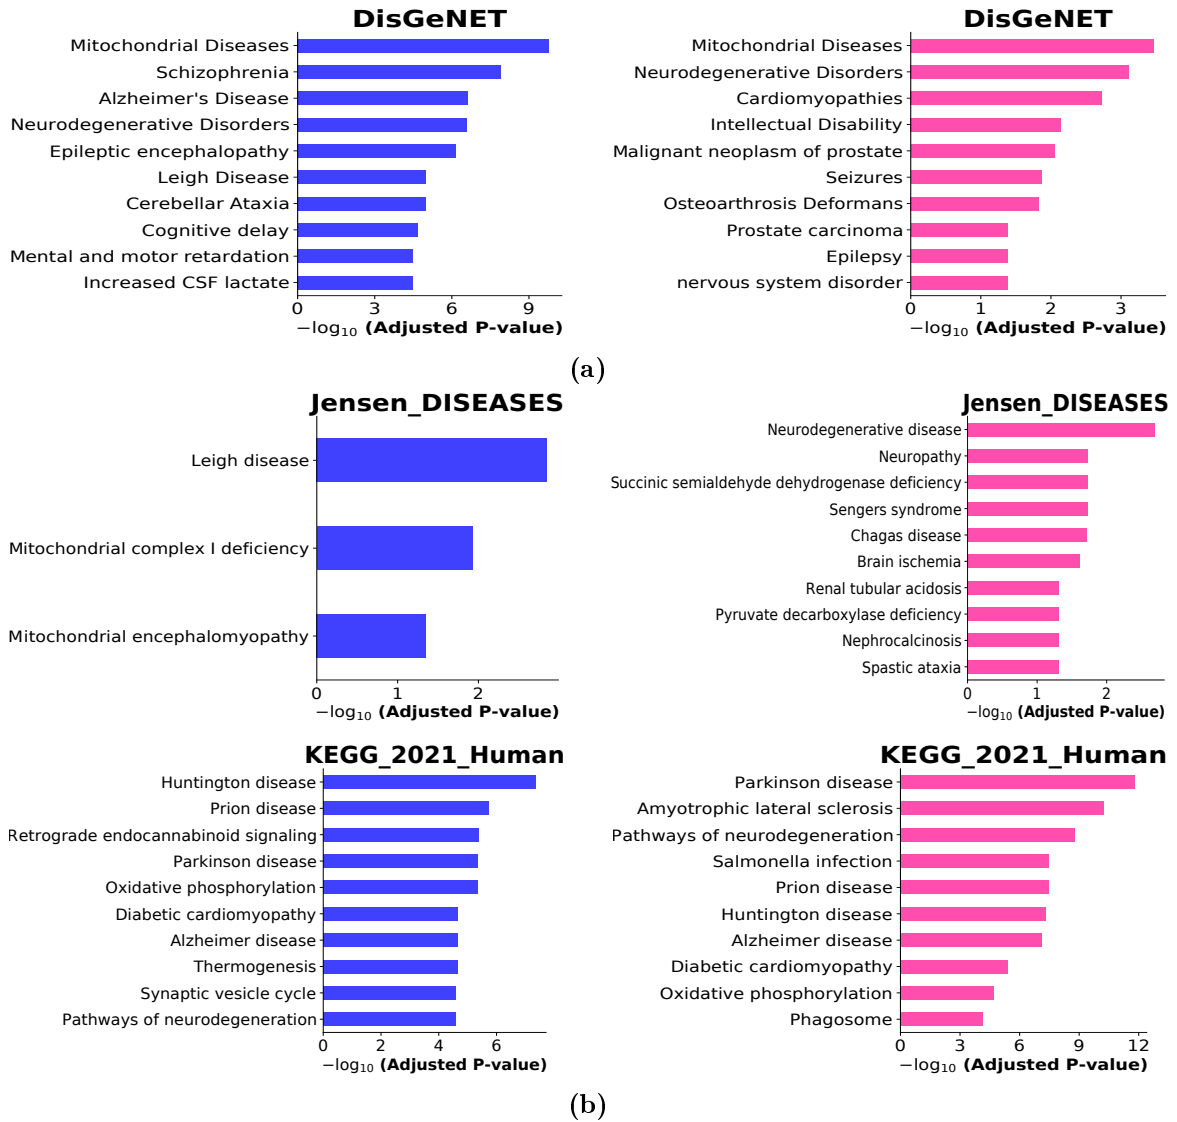 DisGeNET
Mitochondrial Diseases
Schizophrenia
Alzheimer's Disease
Neurodegenerative Disorders
Epileptic encephalopathy
Leigh Disease
Cerebellar Ataxia
Cognitive delay
Mental and motor retardation
Increased CSF lactate
0 3 6 9
−log₁₀ (Adjusted P-value)
DisGeNET
Mitochondrial Diseases
Neurodegenerative Disorders
Cardiomyopathies
Intellectual Disability
Malignant neoplasm of prostate
Seizures
Osteoarthrosis Deformans
Prostate carcinoma
Epilepsy
nervous system disorder
0 1 2 3
−log₁₀ (Adjusted P-value)
(a)
Jensen_DISEASES
Leigh disease
Mitochondrial complex I deficiency
Mitochondrial encephalomyopathy
0 1 2
−log₁₀ (Adjusted P-value)
Jensen_DISEASES
Neurodegenerative disease
Neuropathy
Succinic semialdehyde dehydrogenase deficiency
Sengers syndrome
Chagas disease
Brain ischemia
Renal tubular acidosis
Pyruvate decarboxylase deficiency
Nephrocalcinosis
Spastic ataxia
0 1 2
−log₁₀ (Adjusted P-value)
KEGG_2021_Human
Huntington disease
Prion disease
Retrograde endocannabinoid signaling
Parkinson disease
Oxidative phosphorylation
Diabetic cardiomyopathy
Alzheimer disease
Thermogenesis
Synaptic vesicle cycle
Pathways of neurodegeneration
0 2 4 6
−log₁₀ (Adjusted P-value)
KEGG_2021_Human
Parkinson disease
Amyotrophic lateral sclerosis
Pathways of neurodegeneration
Salmonella infection
Prion disease
Huntington disease
Alzheimer disease
Diabetic cardiomyopathy
Oxidative phosphorylation
Phagosome
0 3 6 9 12
−log₁₀ (Adjusted P-value)
(b)